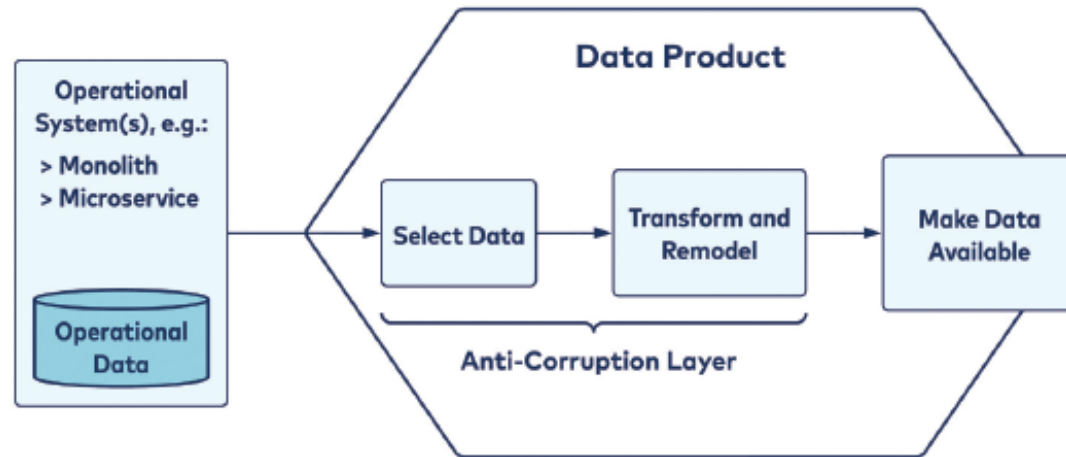 Operational
System(s), e.g.:
> Monolith
> Microservice
Operational
Data
Data Product
Select Data
Transform and
Remodel
Make Data
Available
Anti-Corruption Layer